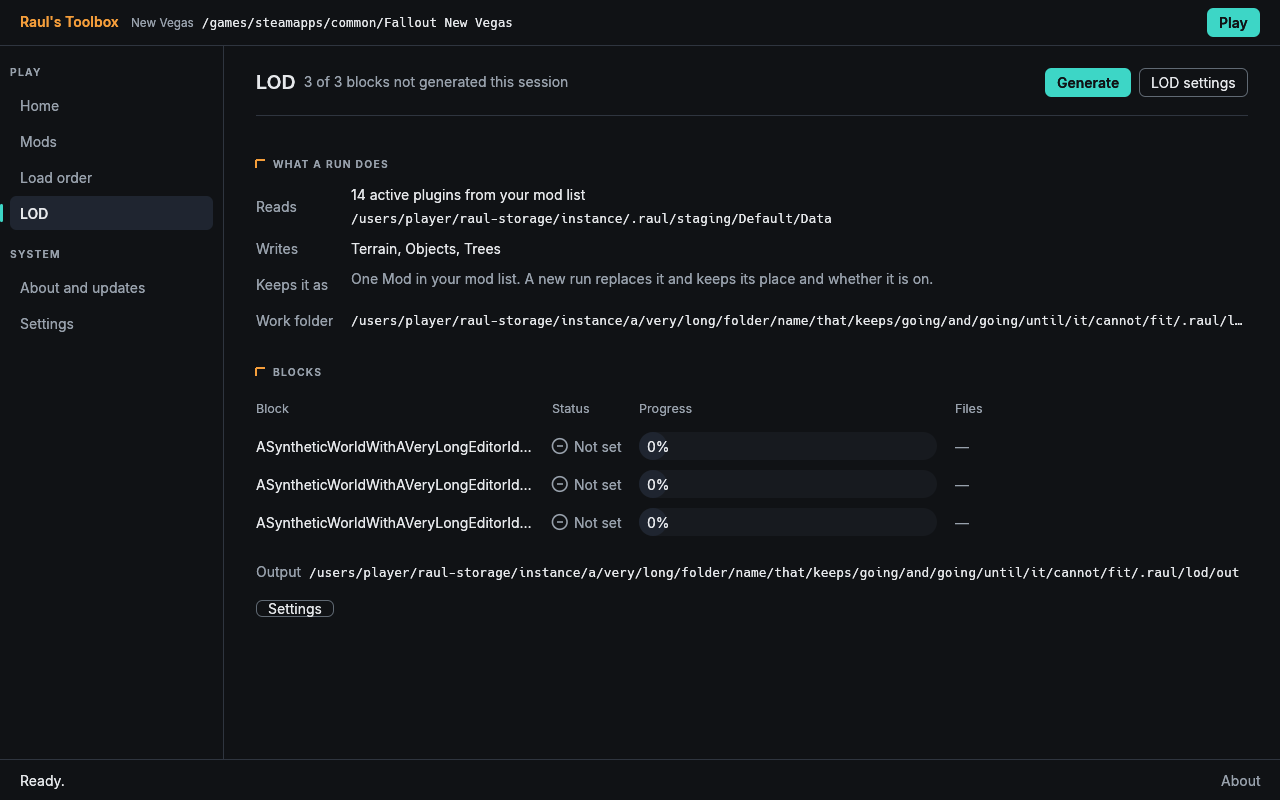 Raul's Toolbox New Vegas /games/steamapps/common/Fallout New Vegas Play
PLAY
Home
Mods
Load order
LOD
SYSTEM
About and updates
Settings
LOD 3 of 3 blocks not generated this session Generate LOD settings
WHAT A RUN DOES
Reads 14 active plugins from your mod list
/users/player/raul-storage/instance/.raul/staging/Default/Data
Writes Terrain, Objects, Trees
Keeps it as One Mod in your mod list. A new run replaces it and keeps its place and whether it is on.
Work folder /users/player/raul-storage/instance/a/very/long/folder/name/that/keeps/going/and/going/until/it/cannot/fit/.raul/l…
BLOCKS
Block Status Progress Files
ASyntheticWorldWithAVeryLongEditorId… Not set 0% —
ASyntheticWorldWithAVeryLongEditorId… Not set 0% —
ASyntheticWorldWithAVeryLongEditorId… Not set 0% —
Output /users/player/raul-storage/instance/a/very/long/folder/name/that/keeps/going/and/going/until/it/cannot/fit/.raul/lod/out
Settings
Ready. About